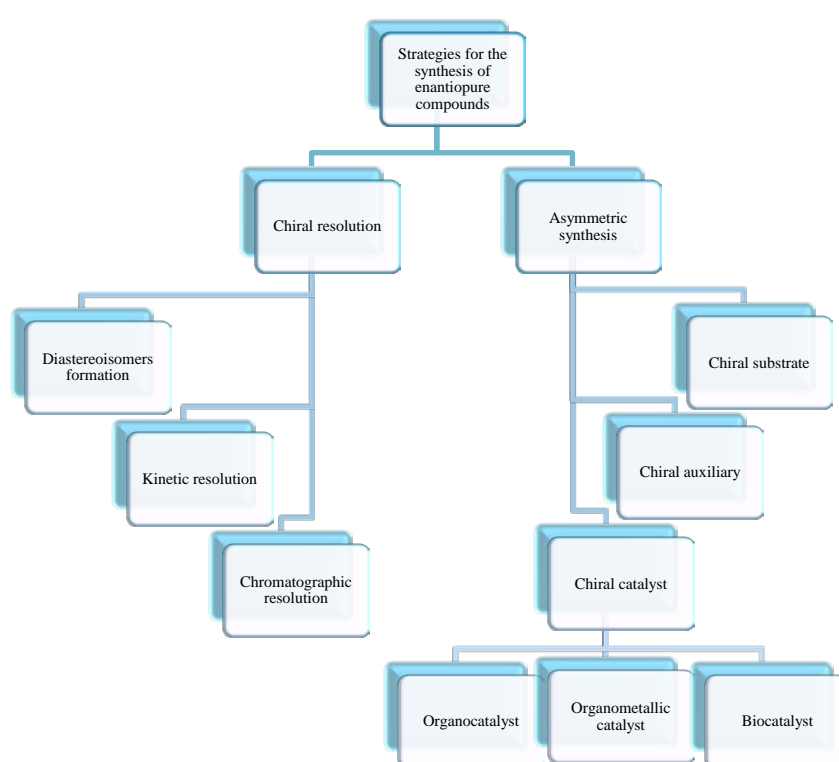 Strategies for the
synthesis of
enantiopure
compounds
Chiral resolution
Asymmetric
synthesis
Diastereoisomers
formation
Chiral substrate
Kinetic resolution
Chiral auxiliary
Chromatographic
resolution
Chiral catalyst
Organocatalyst
Organometallic
catalyst
Biocatalyst